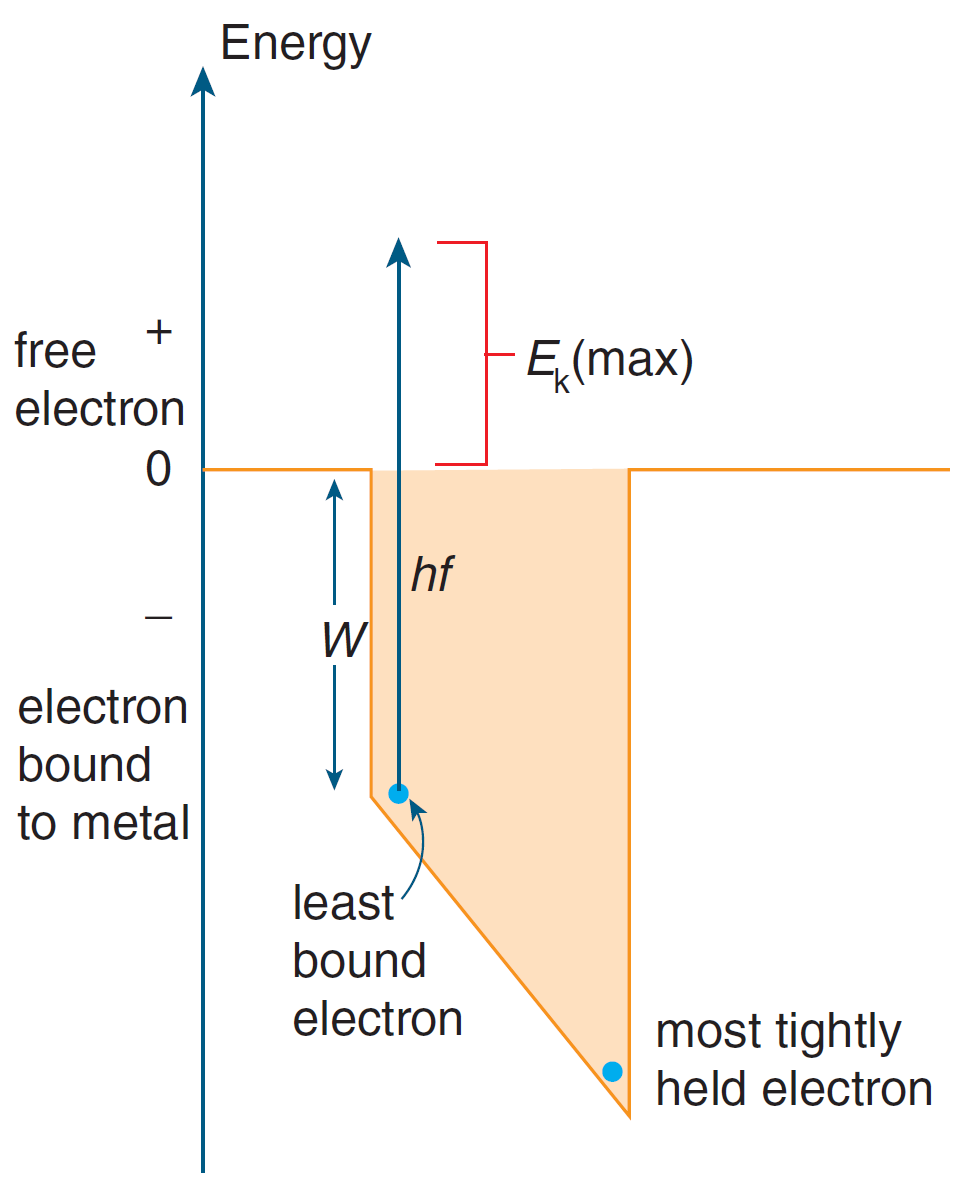 Energy
+
free
electron
0
E_k(max)
hf
W
–
electron
bound
to metal
least
bound
electron
most tightly
held electron